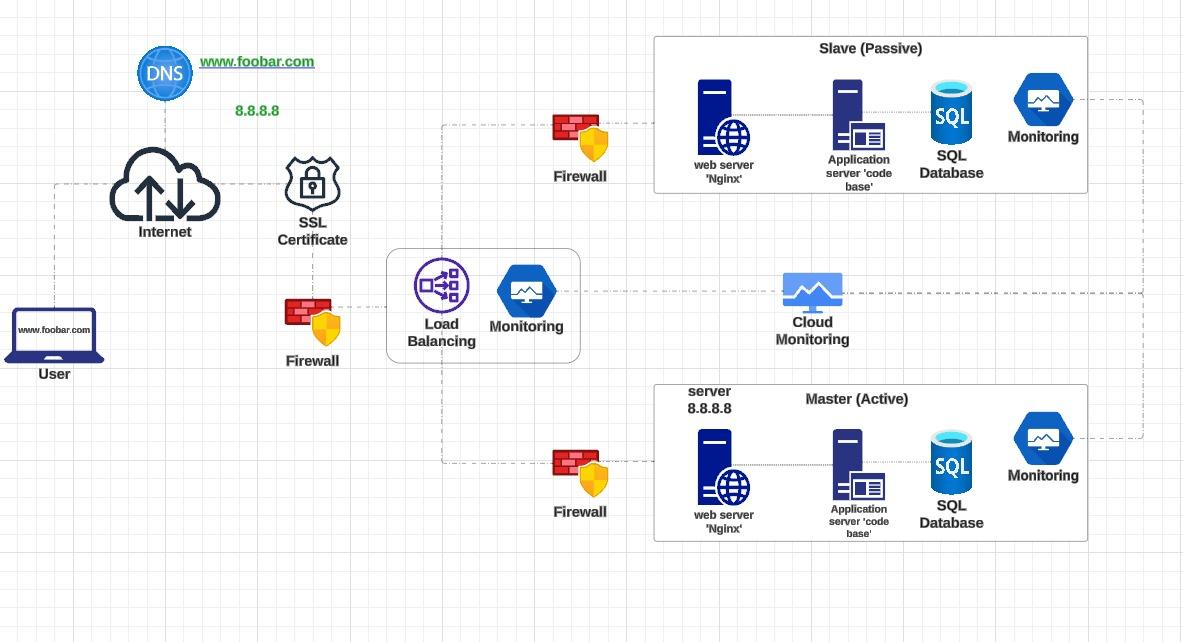 DNS
www.foobar.com
8.8.8.8
Internet
SSL
Certificate
www.foobar.com
User
Firewall
Load
Balancing
Monitoring
Firewall
Slave (Passive)
web server
'Nginx'
Application
server 'code
base'
SQL
SQL
Database
Monitoring
Cloud
Monitoring
Firewall
server
8.8.8.8
Master (Active)
web server
'Nginx'
Application
server 'code
base'
SQL
SQL
Database
Monitoring